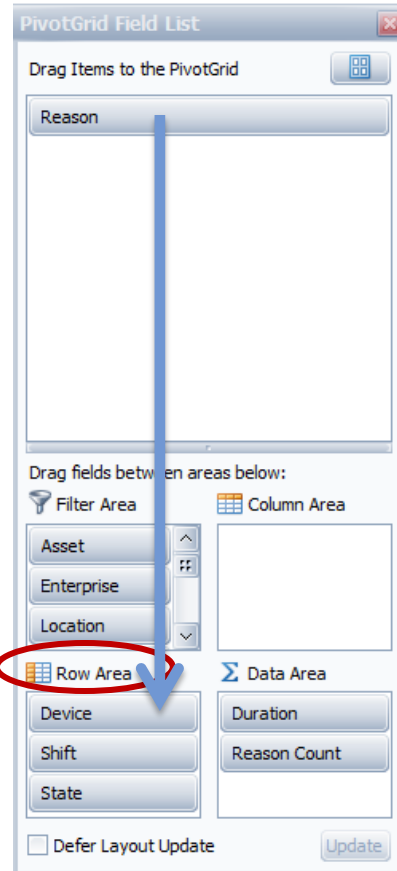 PivotGrid Field List
Drag Items to the PivotGrid
Reason
Drag fields between areas below:
Filter Area
Column Area
Asset
Enterprise
Location
Row Area
Data Area
Device
Shift
State
Duration
Reason Count
Defer Layout Update
Update